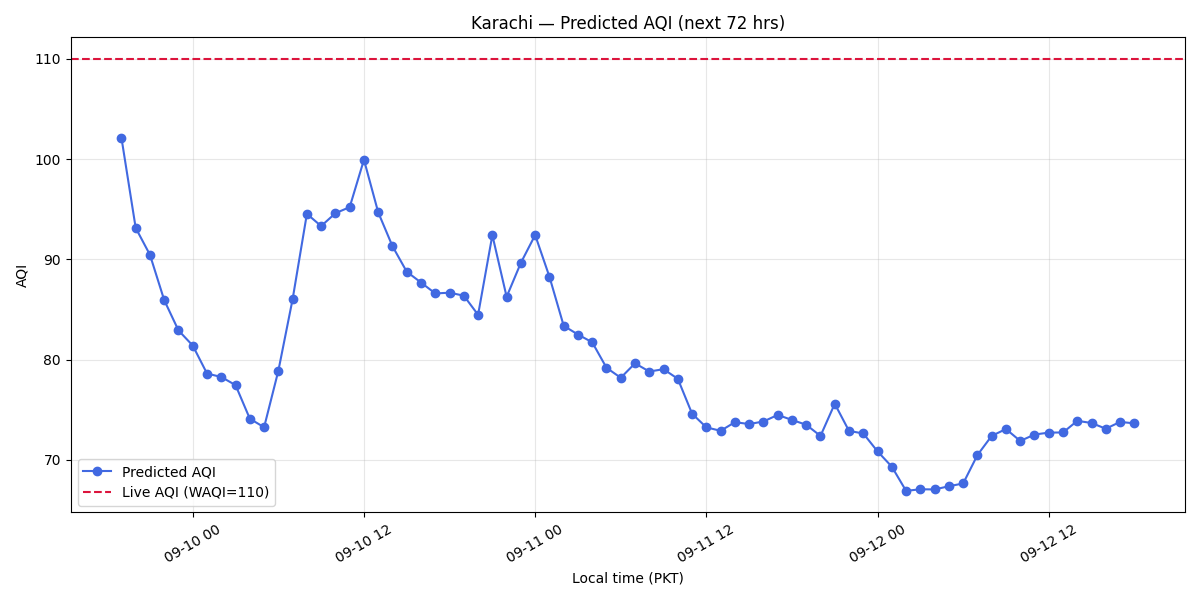 Karachi — Predicted AQI (next 72 hrs)
AQI
110
100
90
80
70
Predicted AQI
Live AQI (WAQI=110)
09-10 00
09-10 12
09-11 00
09-11 12
09-12 00
09-12 12
Local time (PKT)